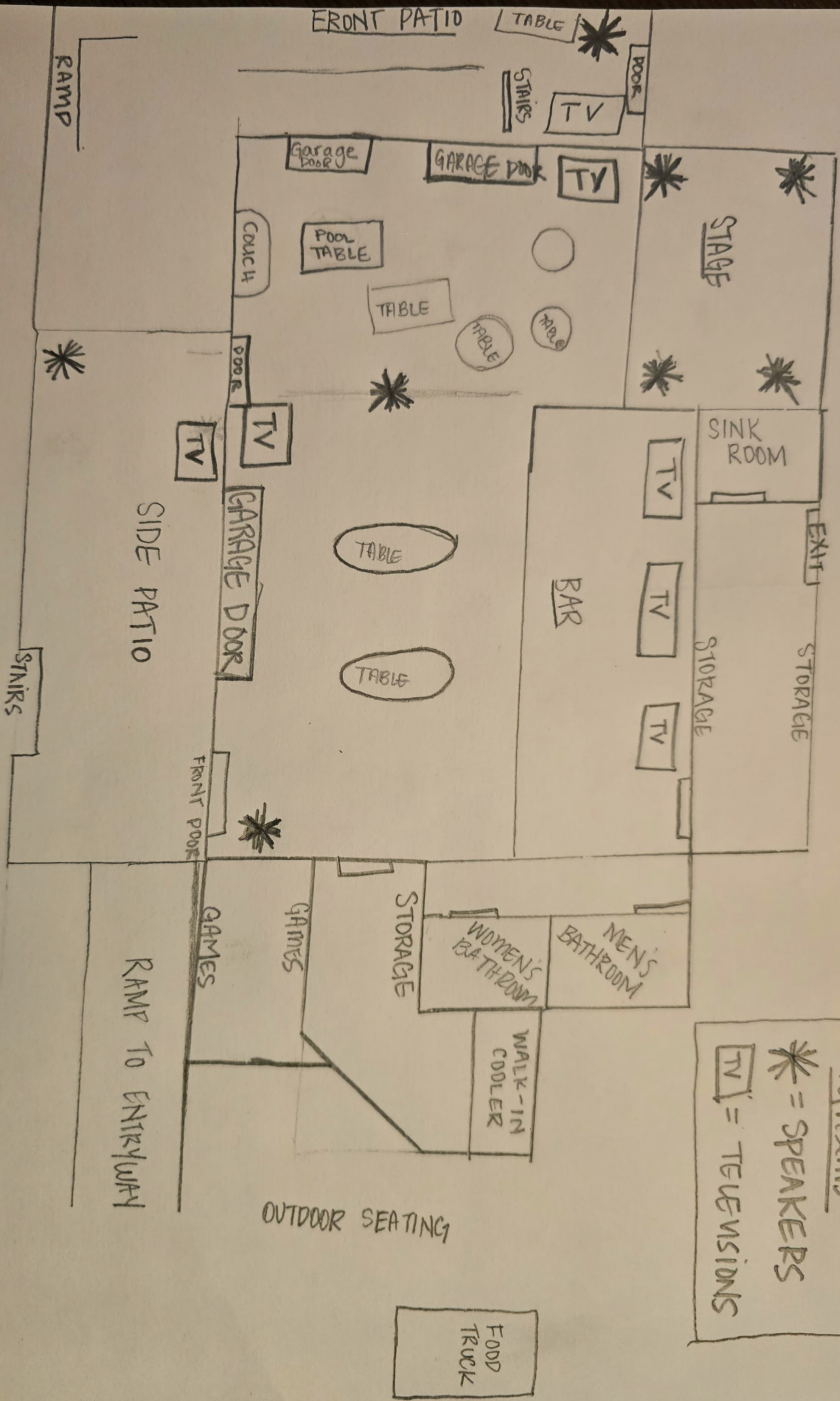 FRONT PATIO
TABLE
DOOR
STAIRS
TV
RAMP
Garage
DOOR
GARAGE DOOR
TV
COUCH
POOL
TABLE
TABLE
TABLE
TABLE
STAGE
DOOR
TV
TV
GARAGE DOOR
SIDE PATIO
STAIRS
FRONT DOOR
TABLE
TABLE
BAR
TV
TV
TV
SINK
ROOM
EXIT
STORAGE
STORAGE
GAMES
GAMES
STORAGE
WOMEN'S
BATHROOM
MEN'S
BATHROOM
WALK-IN
COOLER
RAMP TO ENTRYWAY
OUTDOOR SEATING
FOOD
TRUCK
= SPEAKERS
TV = TELEVISIONS